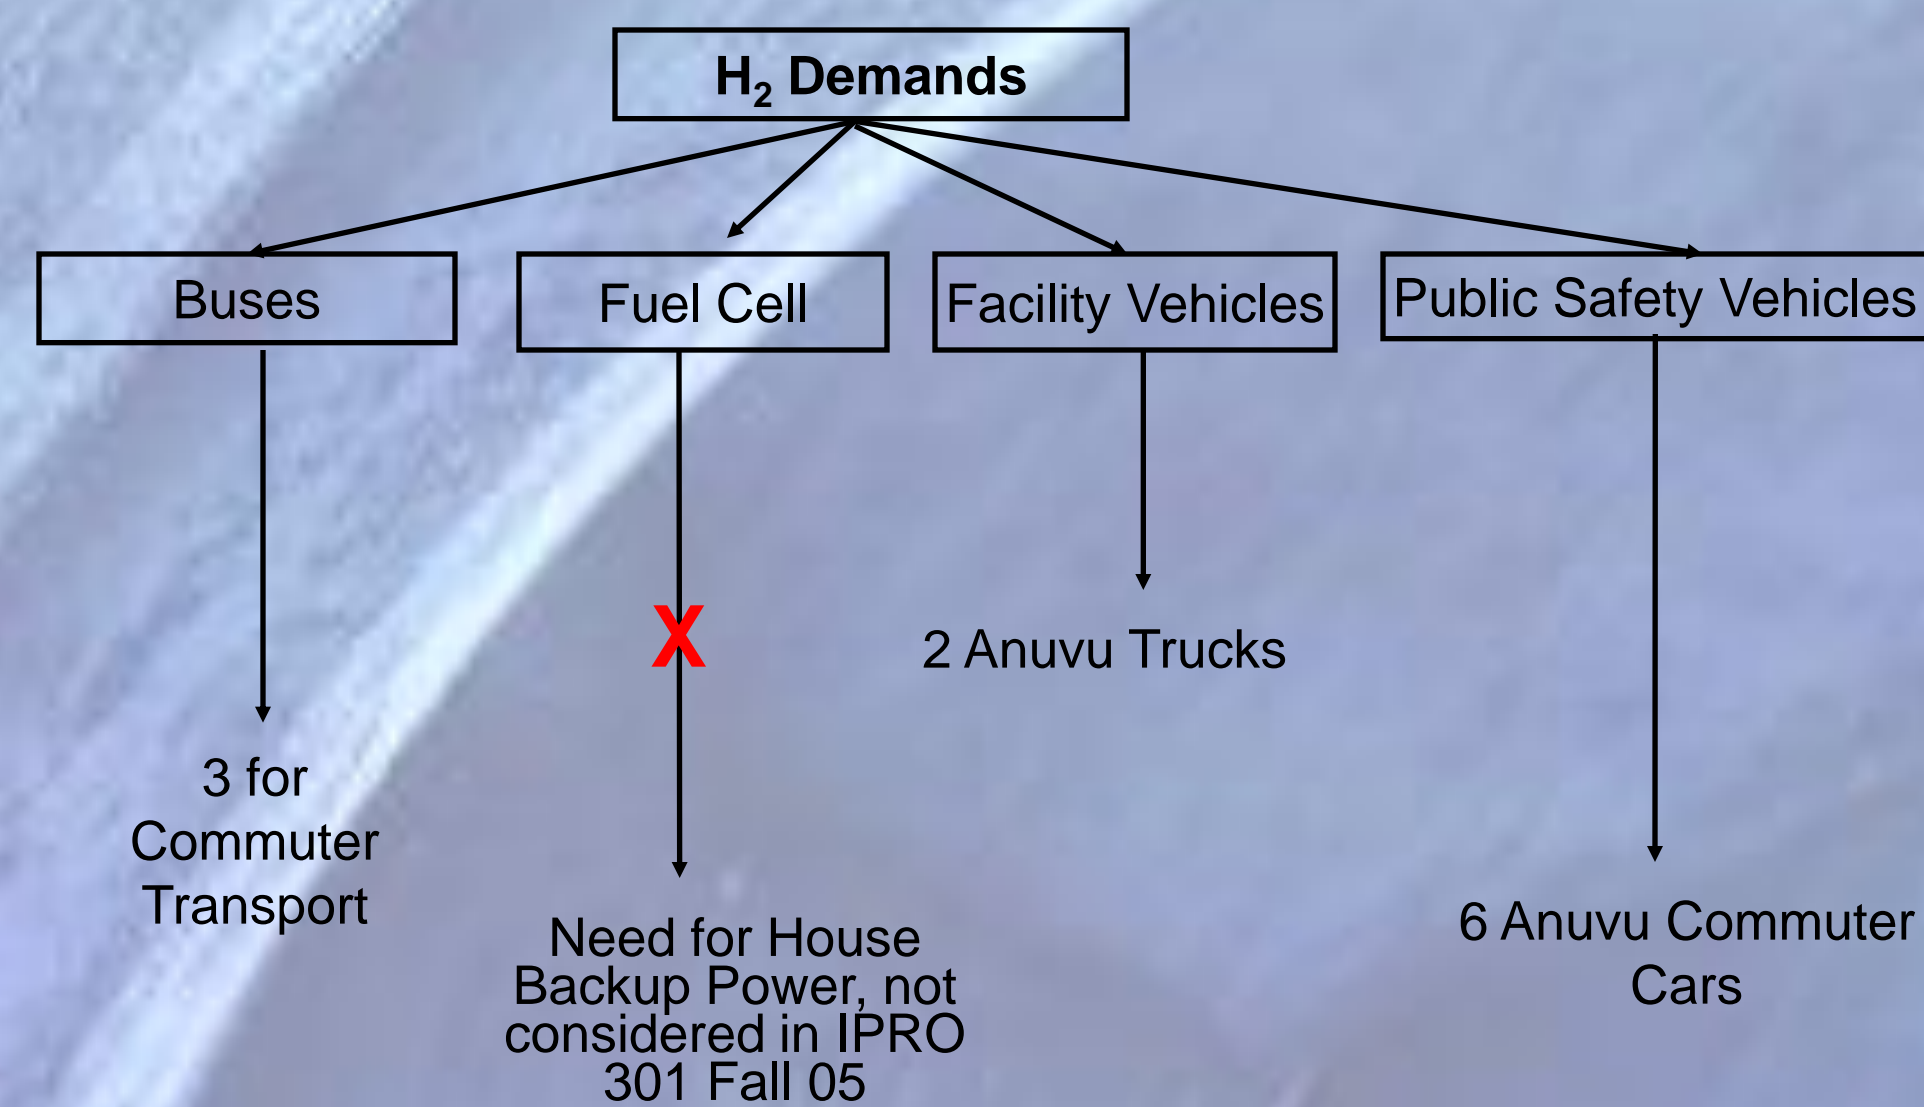 H₂ Demands
Buses
Fuel Cell
Facility Vehicles
Public Safety Vehicles
X
2 Anuvu Trucks
3 for
Commuter
Transport
Need for House
Backup Power, not
considered in IPRO
301 Fall 05
6 Anuvu Commuter
Cars